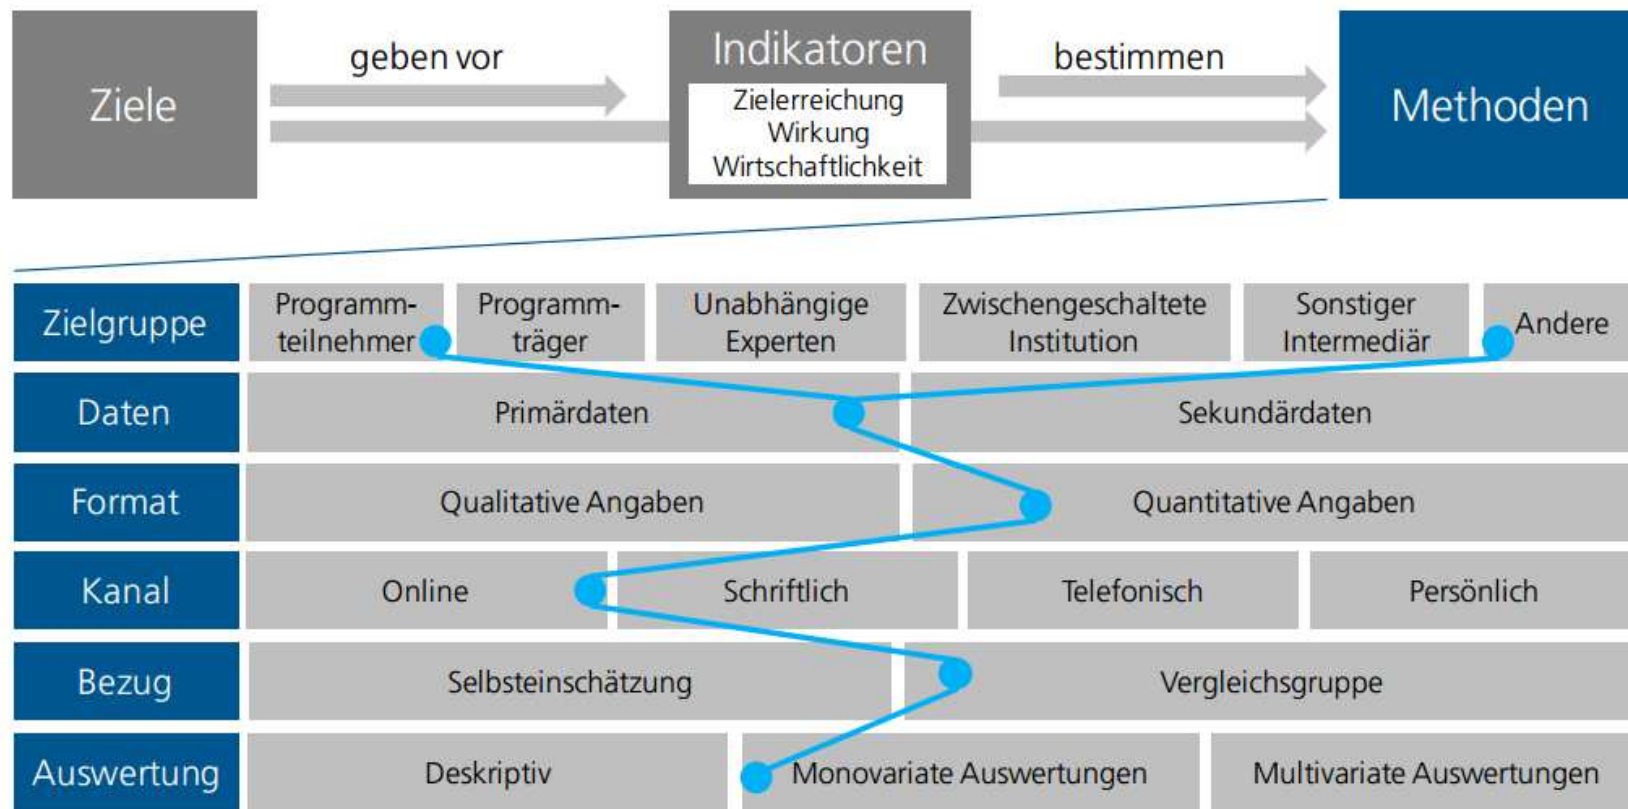 Ziele
geben vor
Indikatoren
Zielerreichung
Wirkung
Wirtschaftlichkeit
bestimmen
Methoden
Zielgruppe
Programm-
teilnehmer
Programm-
träger
Unabhängige
Experten
Zwischengeschaltete
Institution
Sonstiger
Intermediär
Andere
Daten
Primärdaten
Sekundärdaten
Format
Qualitative Angaben
Quantitative Angaben
Kanal
Online
Schriftlich
Telefonisch
Persönlich
Bezug
Selbsteinschätzung
Vergleichsgruppe
Auswertung
Deskriptiv
Monovariate Auswertungen
Multivariate Auswertungen